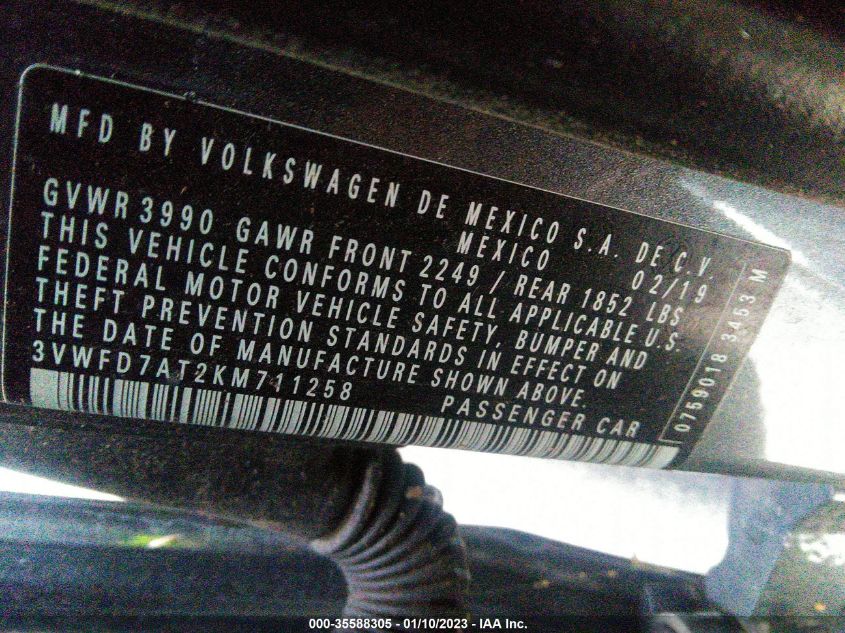 MFD BY VOLKSWAGEN DE MEXICO S.A. DE C.V.
MEXICO 02/19
GVWR 3990 GAWR FRONT 2249 / REAR 1852 LBS
THIS VEHICLE CONFORMS TO ALL APPLICABLE U.S.
FEDERAL MOTOR VEHICLE SAFETY, BUMPER AND
THEFT PREVENTION STANDARDS IN EFFECT ON
THE DATE OF MANUFACTURE SHOWN ABOVE.
3VWFD7AT2KM711258 PASSENGER CAR
0759018 3453 M
000-35588305 - 01/10/2023 - IAA Inc.